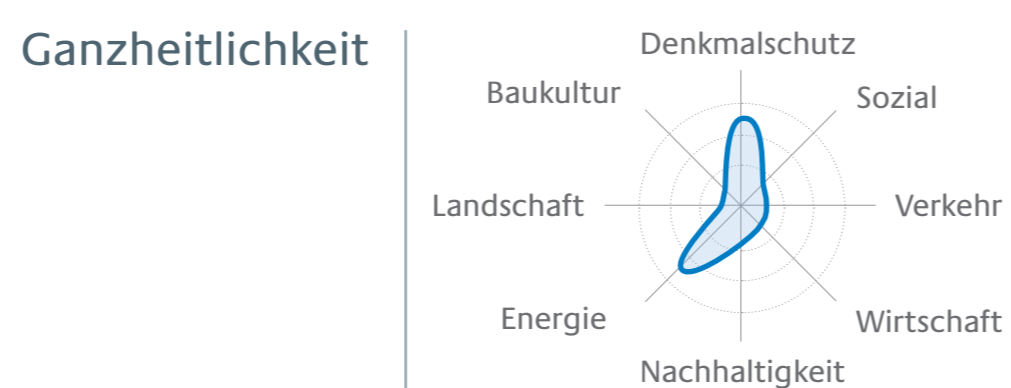 Ganzheitlichkeit
Denkmalschutz
Baukultur
Sozial
Landschaft
Verkehr
Energie
Wirtschaft
Nachhaltigkeit